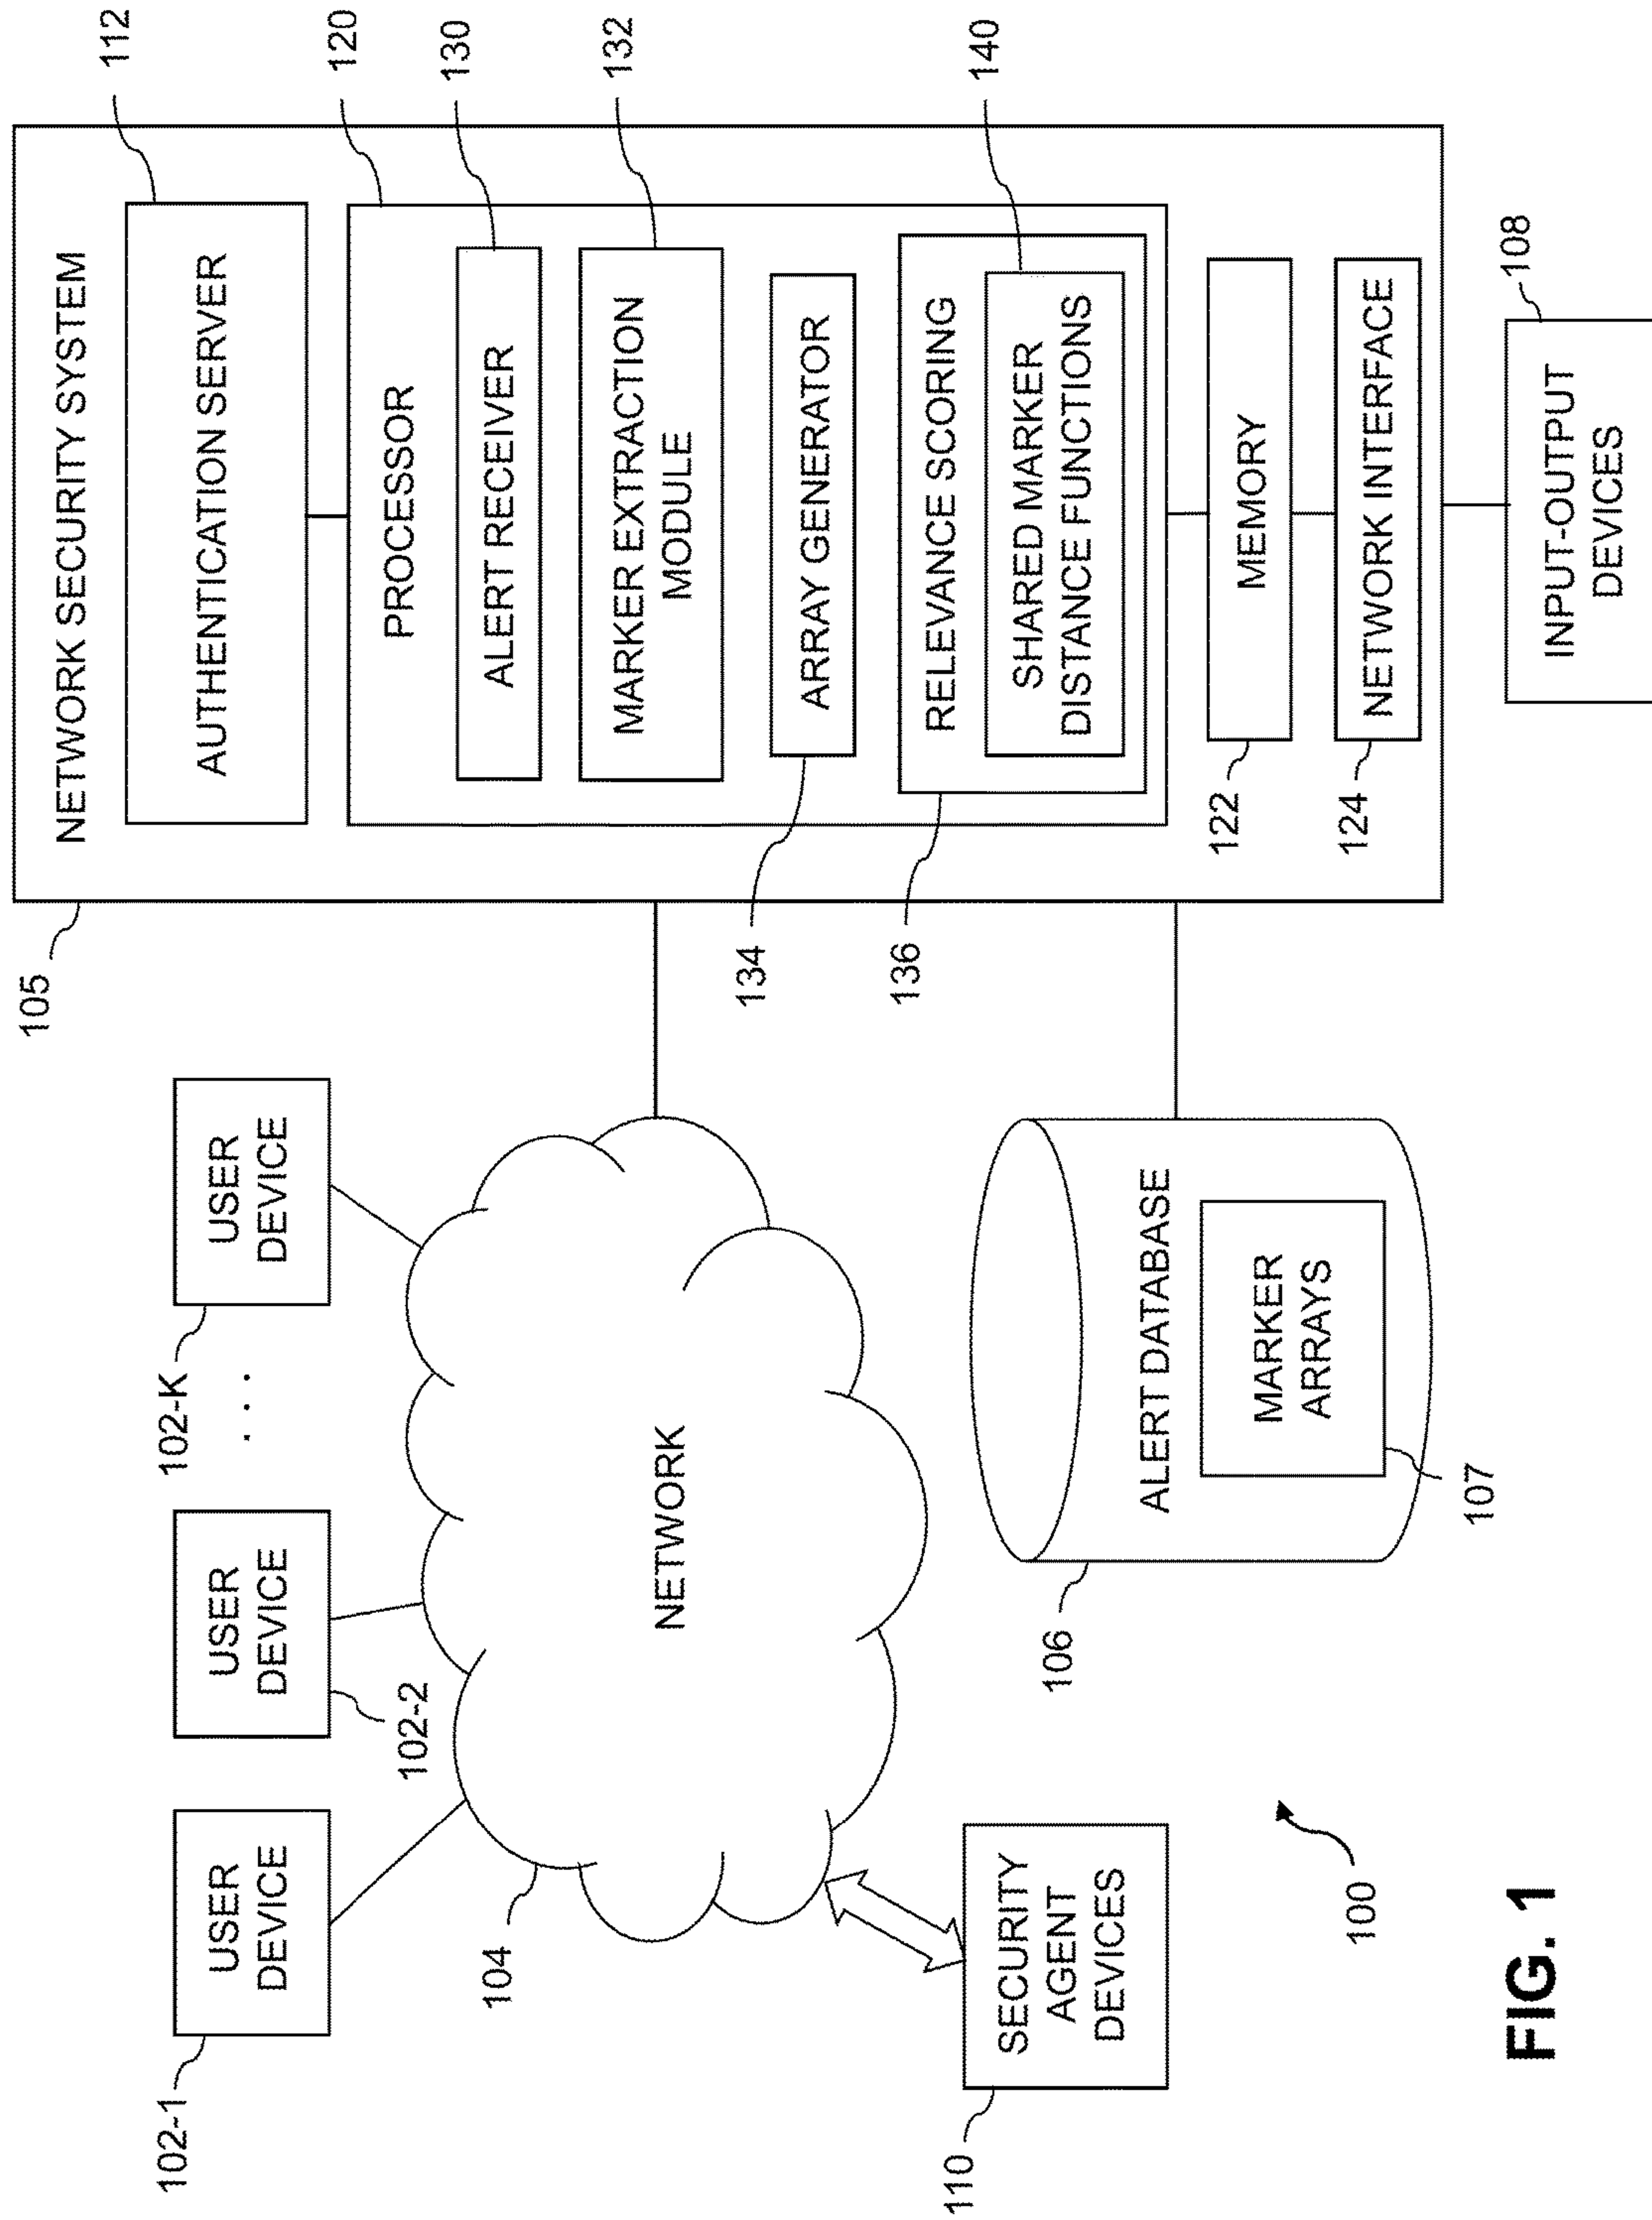 102-1
USER
DEVICE
102-2
USER
DEVICE
102-K
. . .
USER
DEVICE
104
NETWORK
110
SECURITY
AGENT
DEVICES
106
ALERT DATABASE
MARKER
ARRAYS
107
100
105
NETWORK SECURITY SYSTEM
112
AUTHENTICATION SERVER
120
PROCESSOR
130
ALERT RECEIVER
132
MARKER EXTRACTION
MODULE
134
ARRAY GENERATOR
136
RELEVANCE SCORING
140
SHARED MARKER
DISTANCE FUNCTIONS
122
MEMORY
124
NETWORK INTERFACE
108
INPUT-OUTPUT
DEVICES
FIG. 1